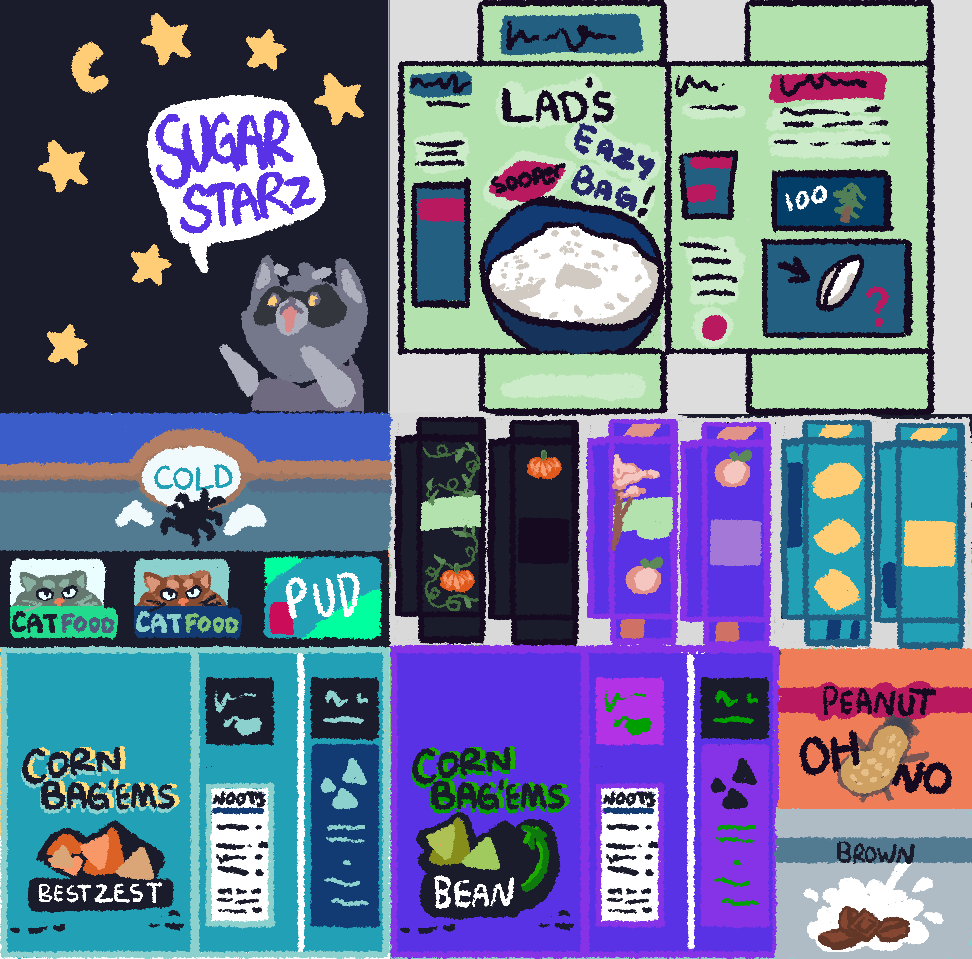 SUGAR
STARZ
LAD'S
EAZY
BAG!
SOOPER
100
?
COLD
CATFOOD
CATFOOD
PUD
CORN
BAG'EMS
NOOTS
BESTZEST
CORN
BAG'EMS
NOOTS
BEAN
PEANUT
OH
NO
BROWN